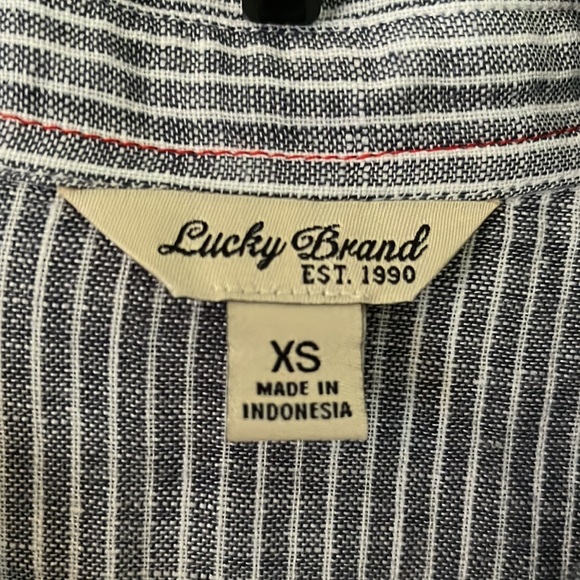 Lucky Brand
EST. 1990
XS
MADE IN
INDONESIA